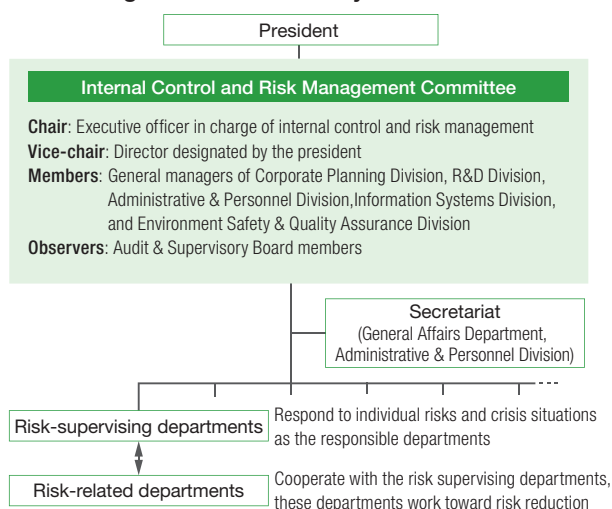 President
Internal Control and Risk Management Committee
Chair: Executive officer in charge of internal control and risk management
Vice-chair: Director designated by the president
Members: General managers of Corporate Planning Division, R&D Division,
Administrative & Personnel Division,Information Systems Division,
and Environment Safety & Quality Assurance Division
Observers: Audit & Supervisory Board members
Secretariat
(General Affairs Department,
Administrative & Personnel Division)
Risk-supervising departments
Respond to individual risks and crisis situations
as the responsible departments
Risk-related departments
Cooperate with the risk supervising departments,
these departments work toward risk reduction